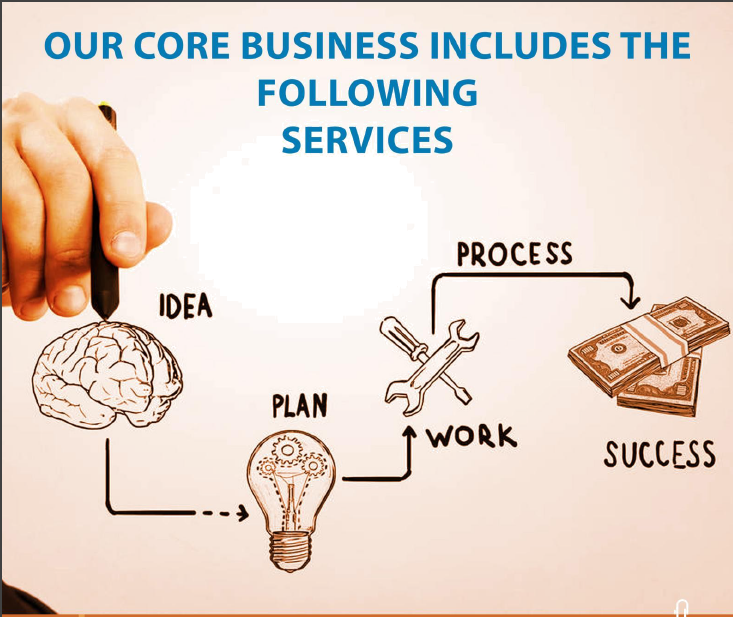 OUR CORE BUSINESS INCLUDES THE
FOLLOWING
SERVICES
PROCESS
IDEA
PLAN
WORK
SUCCESS